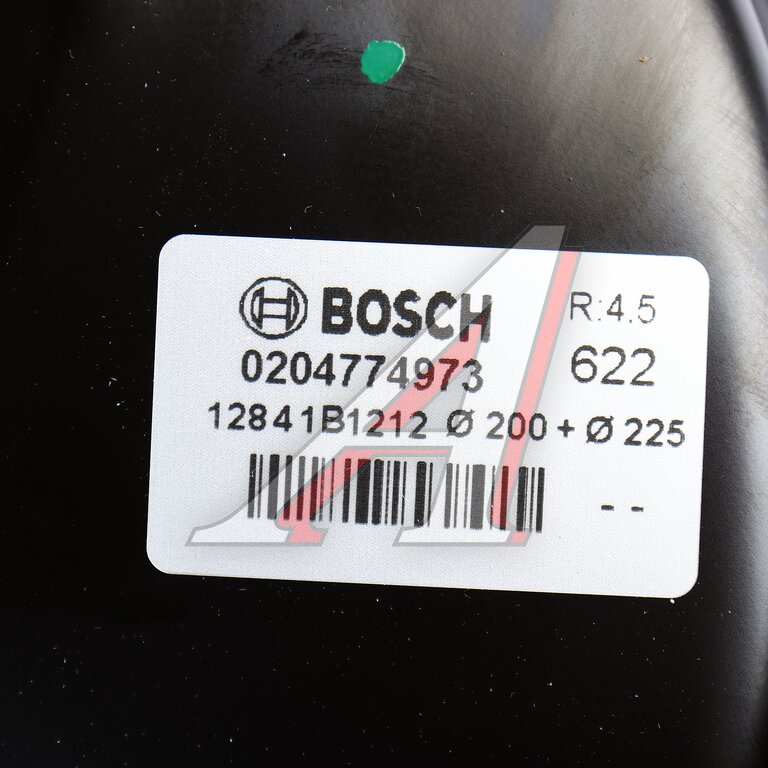 BOSCH R:4.5
0204774973 622
12841B1212 Ø 200 + Ø 225
- -